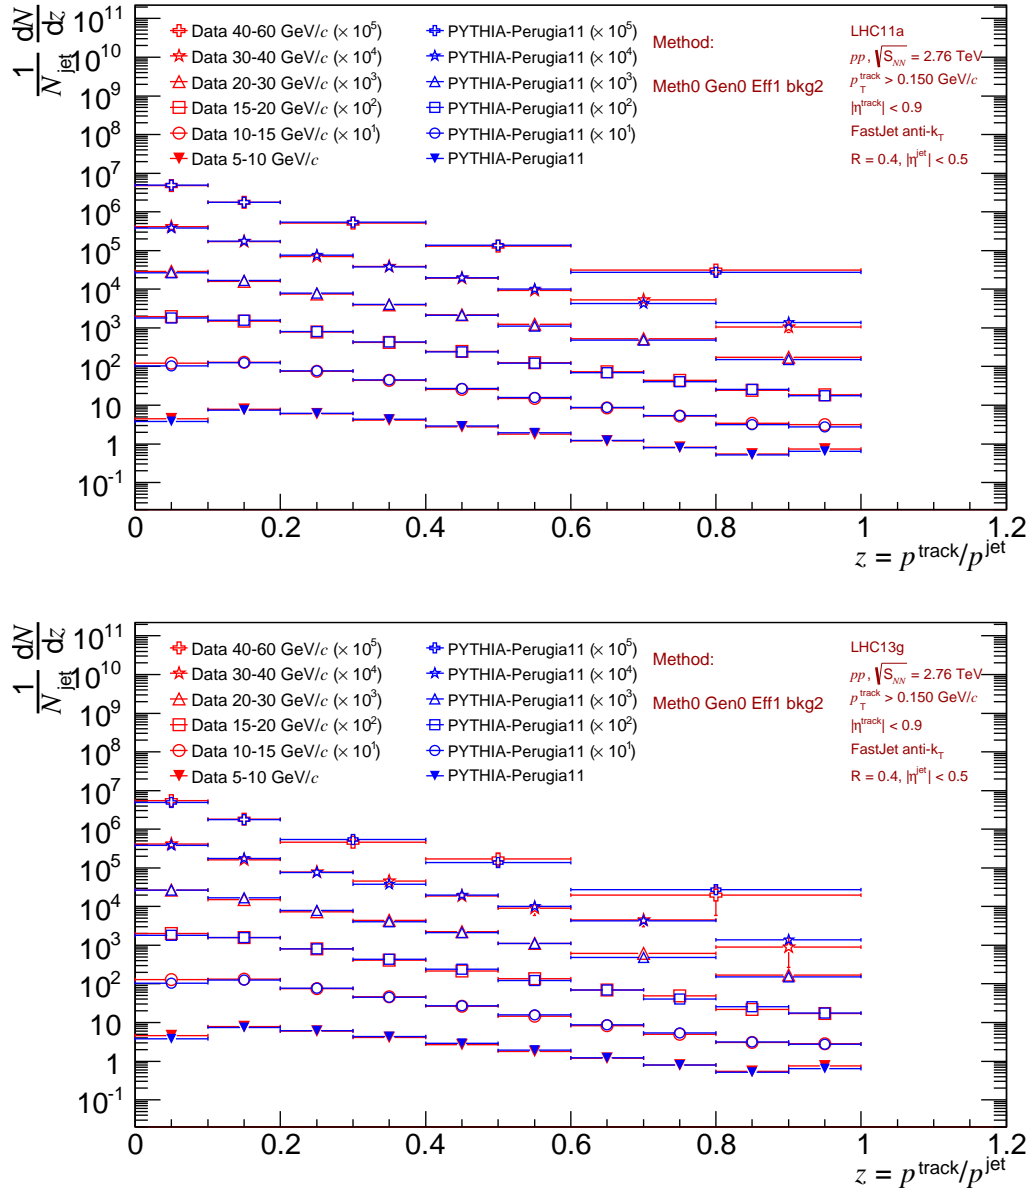 1/N_jet dN/dz
10^11
10^10
10^9
10^8
10^7
10^6
10^5
10^4
10^3
10^2
10
1
10^-1
Data 40-60 GeV/c (× 10^5)
Data 30-40 GeV/c (× 10^4)
Data 20-30 GeV/c (× 10^3)
Data 15-20 GeV/c (× 10^2)
Data 10-15 GeV/c (× 10^1)
Data 5-10 GeV/c
PYTHIA-Perugia11 (× 10^5)
PYTHIA-Perugia11 (× 10^4)
PYTHIA-Perugia11 (× 10^3)
PYTHIA-Perugia11 (× 10^2)
PYTHIA-Perugia11 (× 10^1)
PYTHIA-Perugia11
Method:
Meth0 Gen0 Eff1 bkg2
LHC11a
pp, √S_NN = 2.76 TeV
p_T^track > 0.150 GeV/c
|η^track| < 0.9
FastJet anti-k_T
R = 0.4, |η^jet| < 0.5
0 0.2 0.4 0.6 0.8 1 1.2
z = p^track/p^jet
1/N_jet dN/dz
10^11
10^10
10^9
10^8
10^7
10^6
10^5
10^4
10^3
10^2
10
1
10^-1
Data 40-60 GeV/c (× 10^5)
Data 30-40 GeV/c (× 10^4)
Data 20-30 GeV/c (× 10^3)
Data 15-20 GeV/c (× 10^2)
Data 10-15 GeV/c (× 10^1)
Data 5-10 GeV/c
PYTHIA-Perugia11 (× 10^5)
PYTHIA-Perugia11 (× 10^4)
PYTHIA-Perugia11 (× 10^3)
PYTHIA-Perugia11 (× 10^2)
PYTHIA-Perugia11 (× 10^1)
PYTHIA-Perugia11
Method:
Meth0 Gen0 Eff1 bkg2
LHC13g
pp, √S_NN = 2.76 TeV
p_T^track > 0.150 GeV/c
|η^track| < 0.9
FastJet anti-k_T
R = 0.4, |η^jet| < 0.5
0 0.2 0.4 0.6 0.8 1 1.2
z = p^track/p^jet